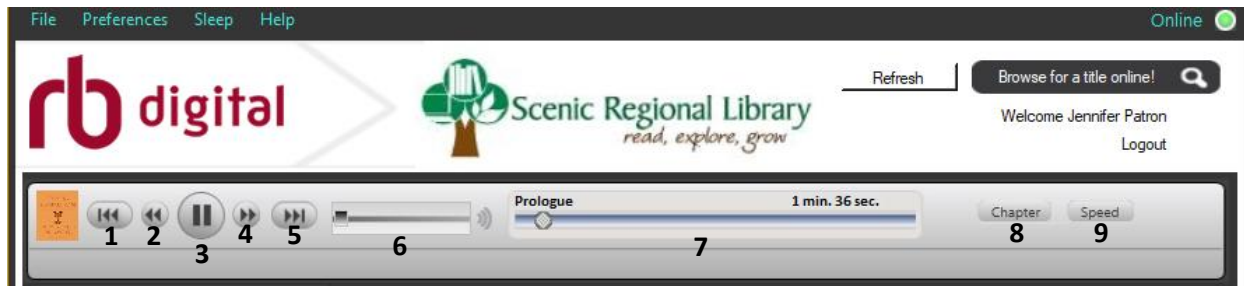 File Preferences Sleep Help Online
rb digital
Scenic Regional Library
read, explore, grow
Refresh
Browse for a title online!
Welcome Jennifer Patron
Logout
Prologue 1 min. 36 sec.
Chapter Speed
1 2 3 4 5 6 7 8 9